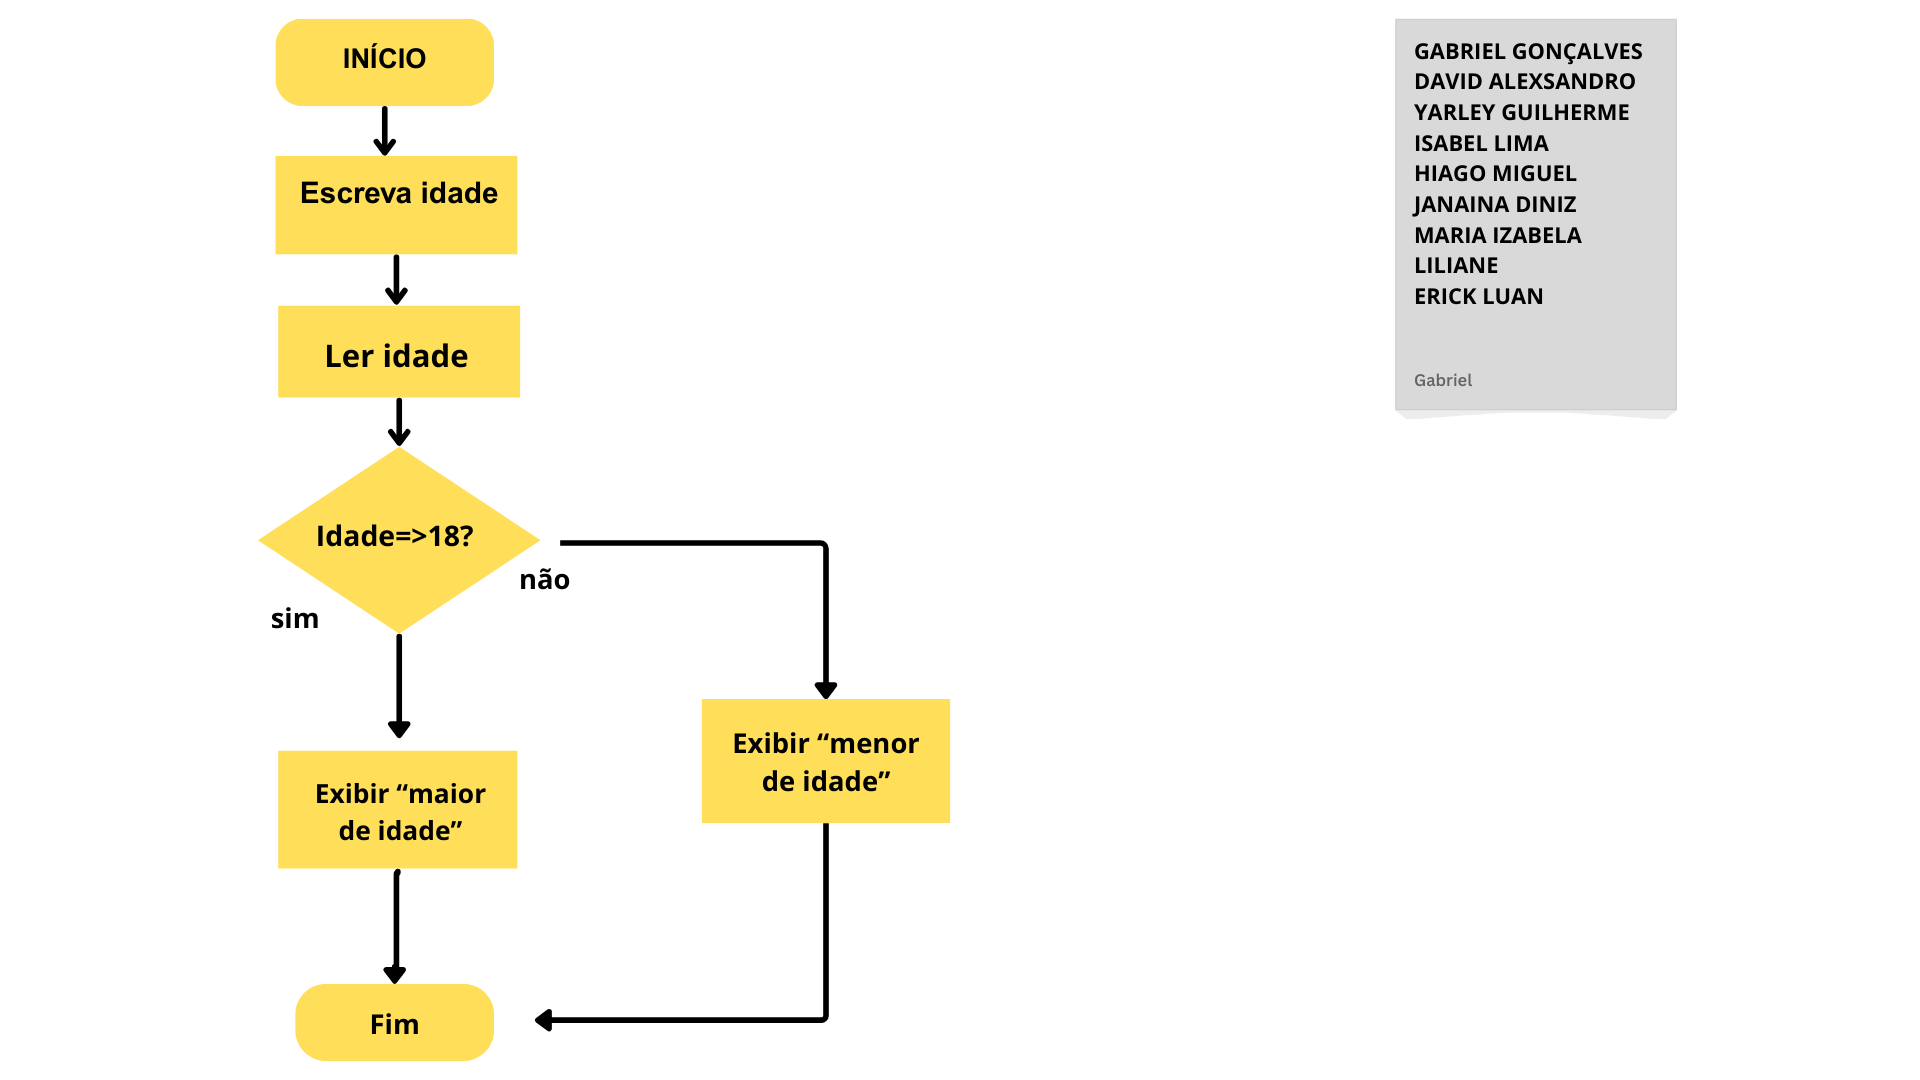 INÍCIO
Escreva idade
Ler idade
Idade=>18?
não
sim
Exibir “menor
de idade”
Exibir “maior
de idade”
Fim
GABRIEL GONÇALVES
DAVID ALEXSANDRO
YARLEY GUILHERME
ISABEL LIMA
HIAGO MIGUEL
JANAINA DINIZ
MARIA IZABELA
LILIANE
ERICK LUAN
Gabriel